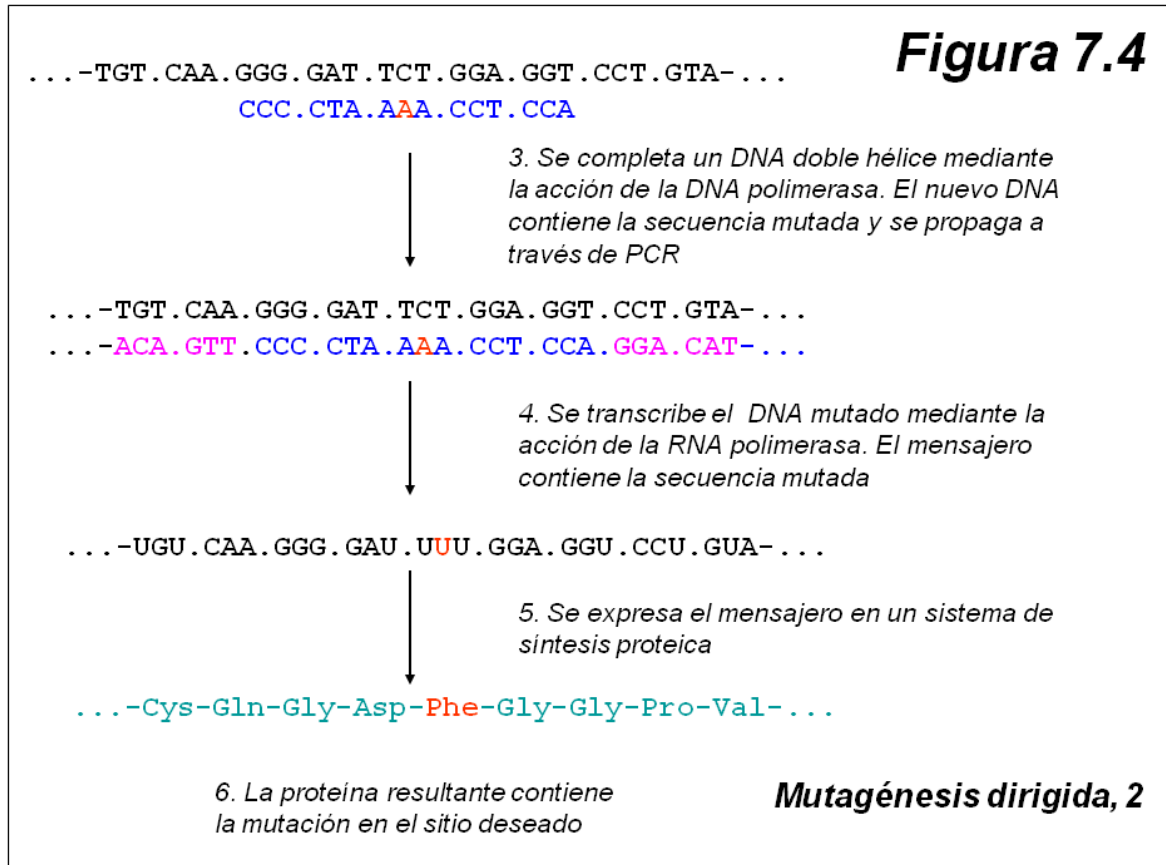 Figura 7.4
...-TGT.CAA.GGG.GAT.TCT.GGA.GGT.CCT.GTA-...
CCC.CTA.AAA.CCT.CCA
3. Se completa un DNA doble hélice mediante
la acción de la DNA polimerasa. El nuevo DNA
contiene la secuencia mutada y se propaga a
través de PCR
...-TGT.CAA.GGG.GAT.TCT.GGA.GGT.CCT.GTA-...
...-ACA.GTT.CCC.CTA.AAA.CCT.CCA.GGA.CAT-...
4. Se transcribe el DNA mutado mediante la
acción de la RNA polimerasa. El mensajero
contiene la secuencia mutada
...-UGU.CAA.GGG.GAU.UUU.GGA.GGU.CCU.GUA-...
5. Se expresa el mensajero en un sistema de
síntesis proteica
...-Cys-Gln-Gly-Asp-Phe-Gly-Gly-Pro-Val-...
6. La proteína resultante contiene
la mutación en el sitio deseado
Mutagénesis dirigida, 2